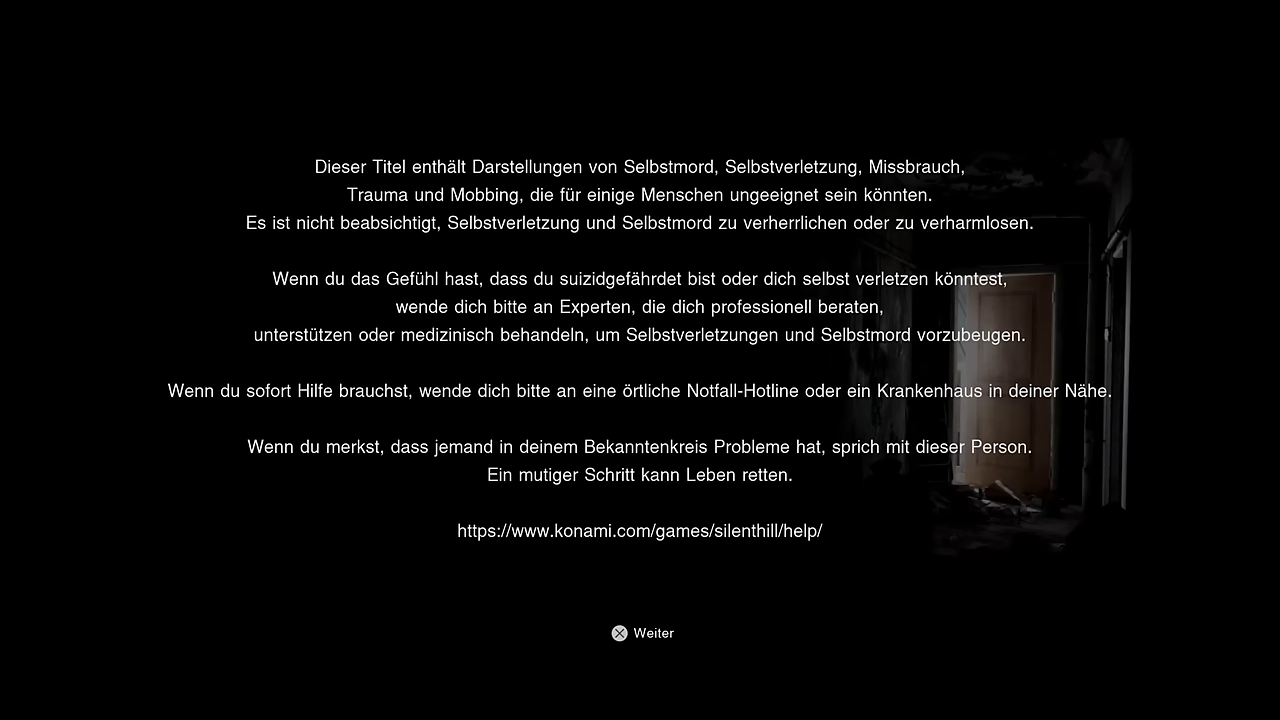 Dieser Titel enthält Darstellungen von Selbstmord, Selbstverletzung, Missbrauch,
Trauma und Mobbing, die für einige Menschen ungeeignet sein könnten.
Es ist nicht beabsichtigt, Selbstverletzung und Selbstmord zu verherrlichen oder zu verharmlosen.
Wenn du das Gefühl hast, dass du suizidgefährdet bist oder dich selbst verletzen könntest,
wende dich bitte an Experten, die dich professionell beraten,
unterstützen oder medizinisch behandeln, um Selbstverletzungen und Selbstmord vorzubeugen.
Wenn du sofort Hilfe brauchst, wende dich bitte an eine örtliche Notfall-Hotline oder ein Krankenhaus in deiner Nähe.
Wenn du merkst, dass jemand in deinem Bekanntenkreis Probleme hat, sprich mit dieser Person.
Ein mutiger Schritt kann Leben retten.
https://www.konami.com/games/silenthill/help/
Weiter